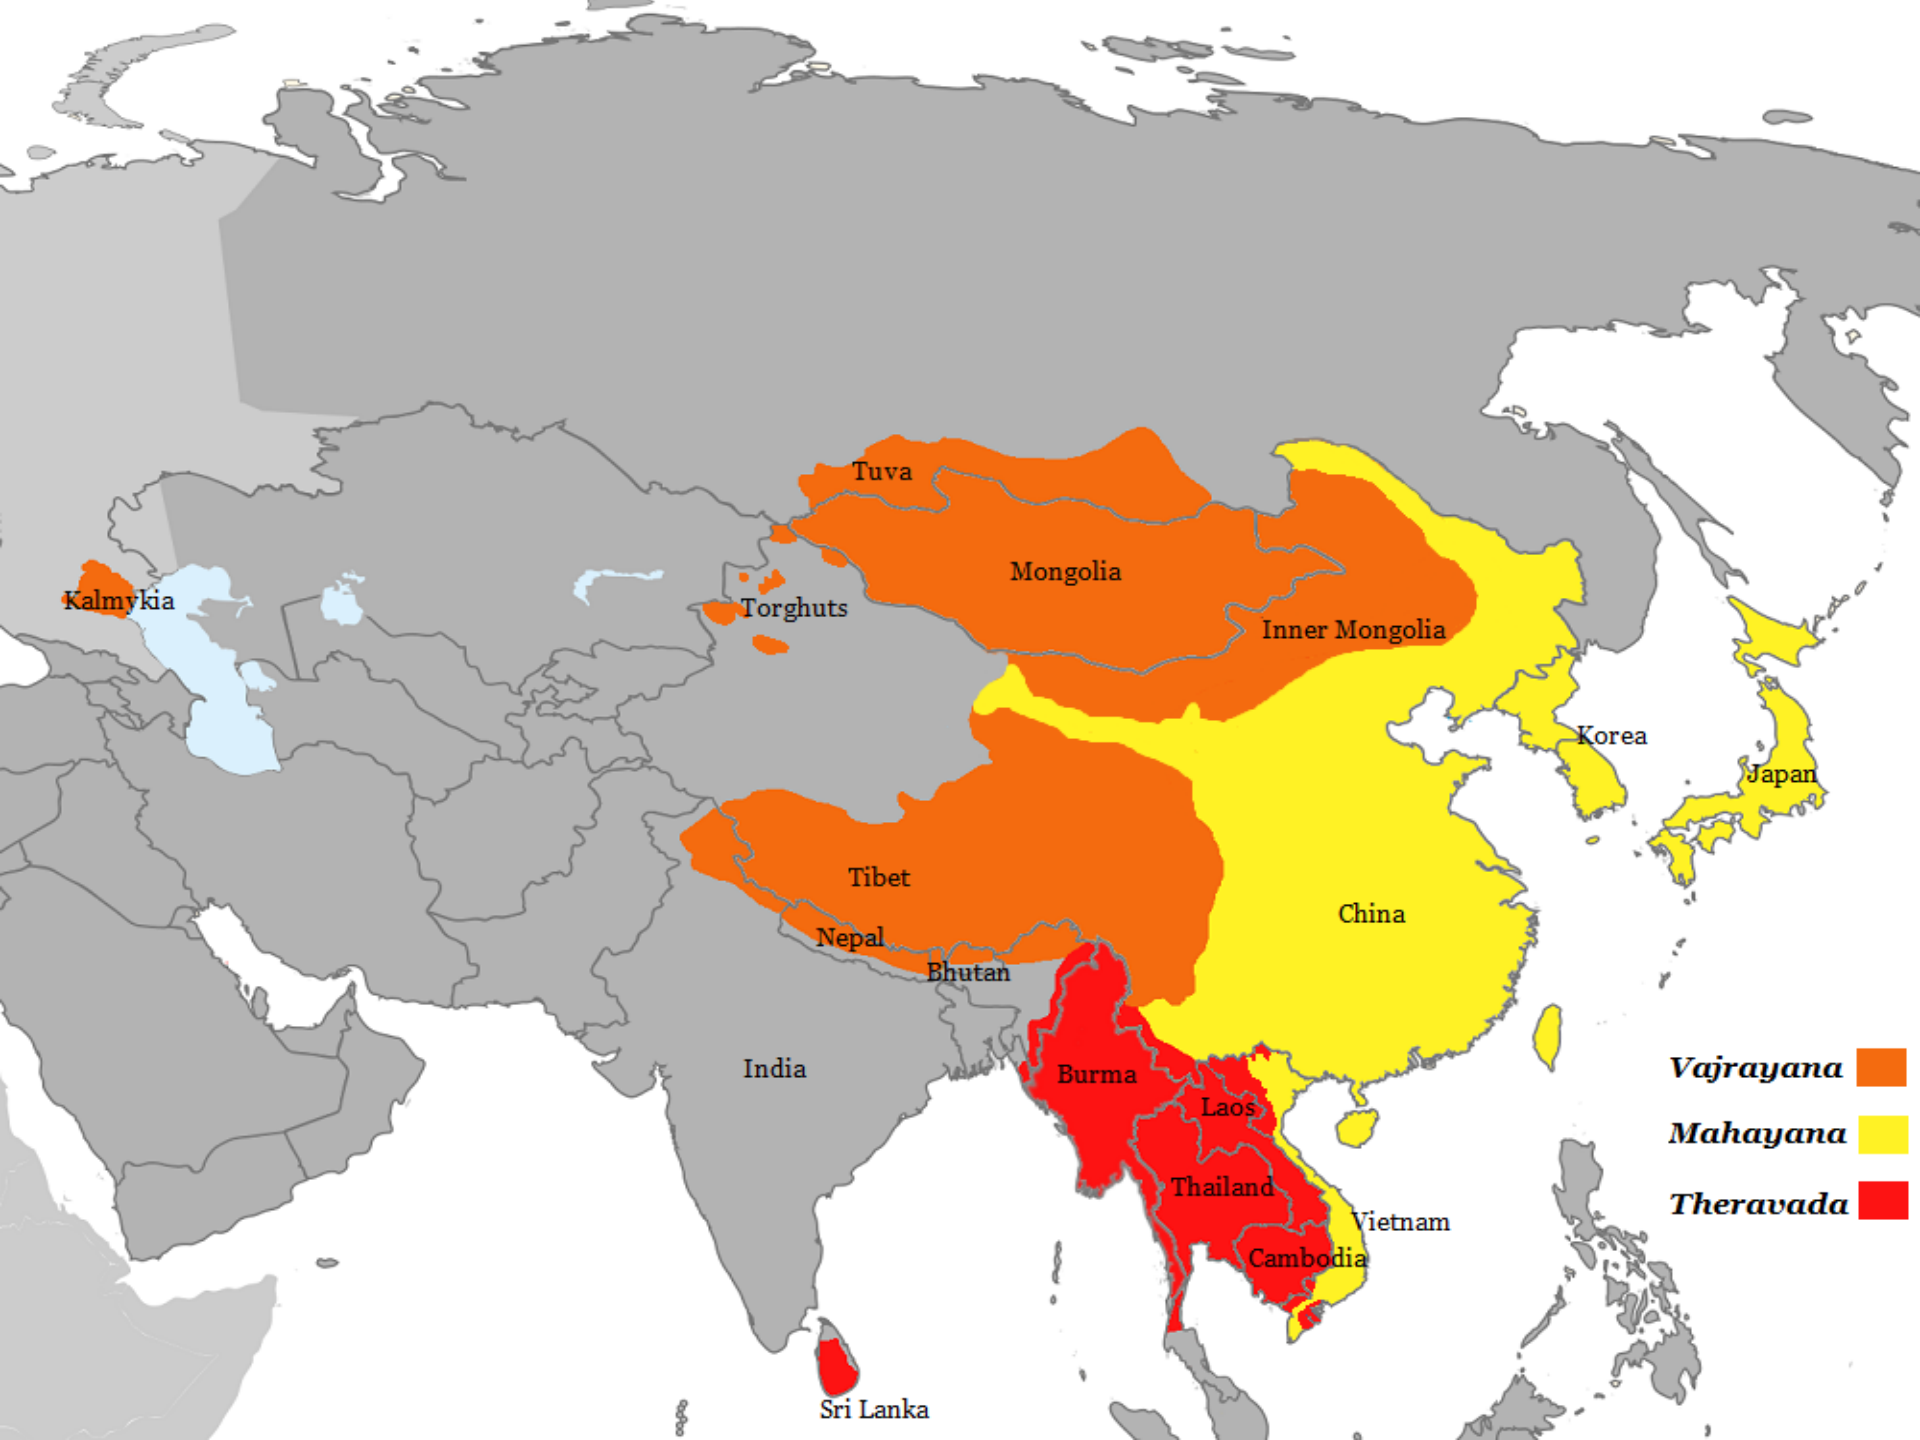 Tuva
Mongolia
Kalmykia
Torghuts
Inner Mongolia
Korea
Japan
Tibet
China
Nepal
Bhutan
India
Burma
Laos
Thailand
Vietnam
Cambodia
Sri Lanka
Vajrayana
Mahayana
Theravada